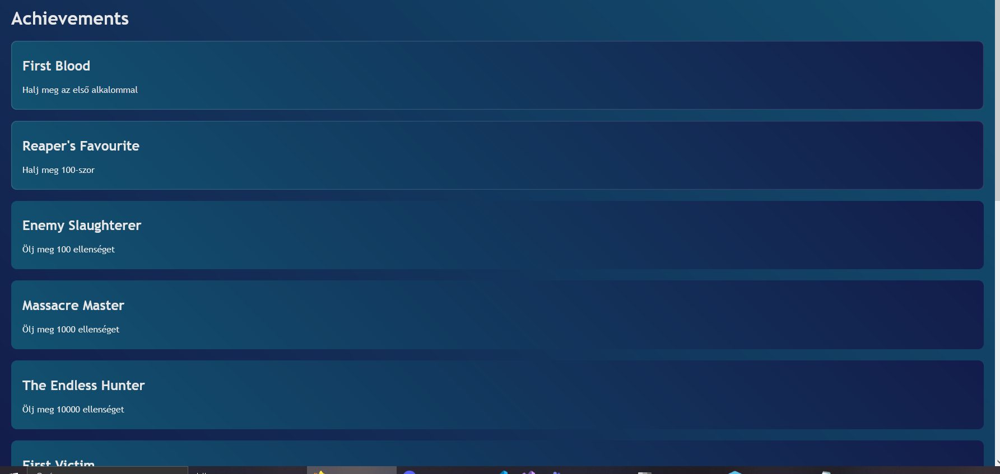 Achievements
First Blood
Halj meg az első alkalommal
Reaper's Favourite
Halj meg 100-szor
Enemy Slaughterer
Ölj meg 100 ellenséget
Massacre Master
Ölj meg 1000 ellenséget
The Endless Hunter
Ölj meg 10000 ellenséget
First Victim